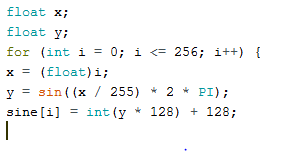 float x;
float y;
for (int i = 0; i <= 256; i++) {
x = (float)i;
y = sin((x / 255) * 2 * PI);
sine[i] = int(y * 128) + 128;